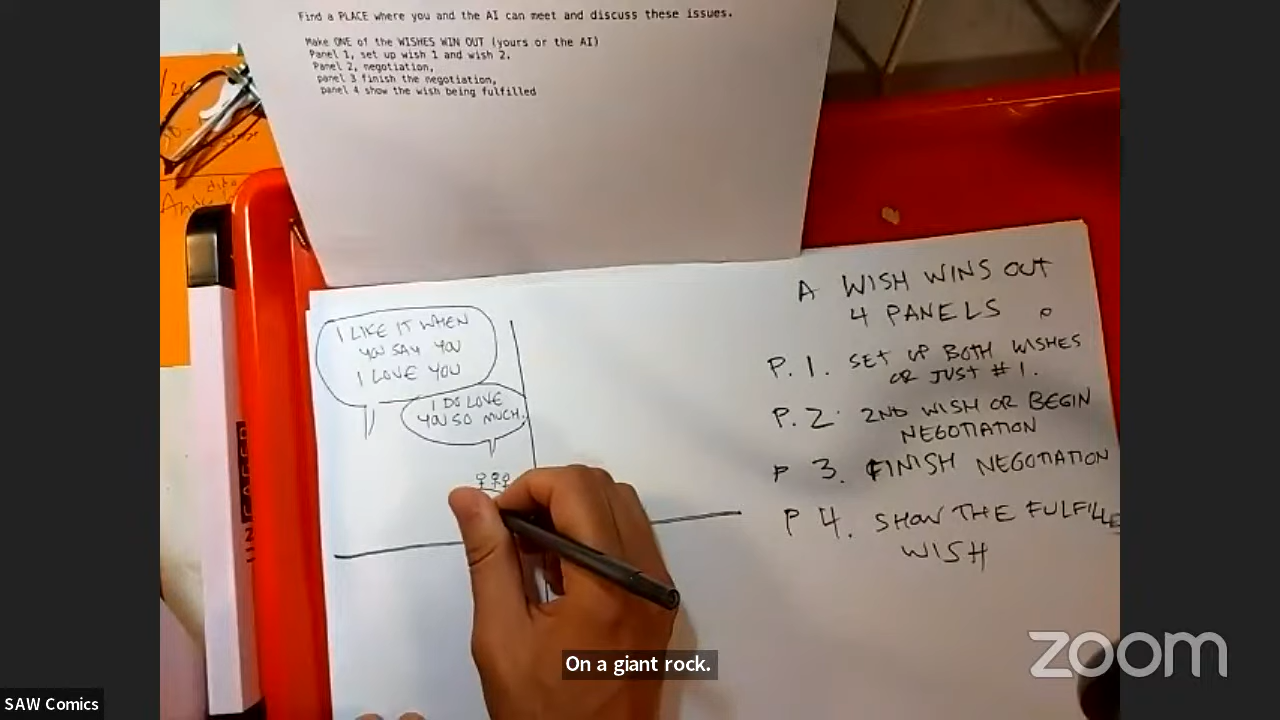 Find a PLACE where you and the AI can meet and discuss these issues.
Make ONE of the WISHES WIN OUT (yours or the AI)
Panel 1, set up wish 1 and wish 2.
Panel 2, negotiation,
panel 3 finish the negotiation,
panel 4 show the wish being fulfilled
I LIKE IT WHEN
YOU SAY YOU
I LOVE YOU
I DO LOVE
YOU SO MUCH.
A WISH WINS OUT
4 PANELS
P. 1. SET UP BOTH WISHES
OR JUST #1.
P. 2. 2ND WISH OR BEGIN
NEGOTIATION
P 3. FINISH NEGOTIATION
P 4. SHOW THE FULFILLE
WISH
On a giant rock.
zoom
SAW Comics